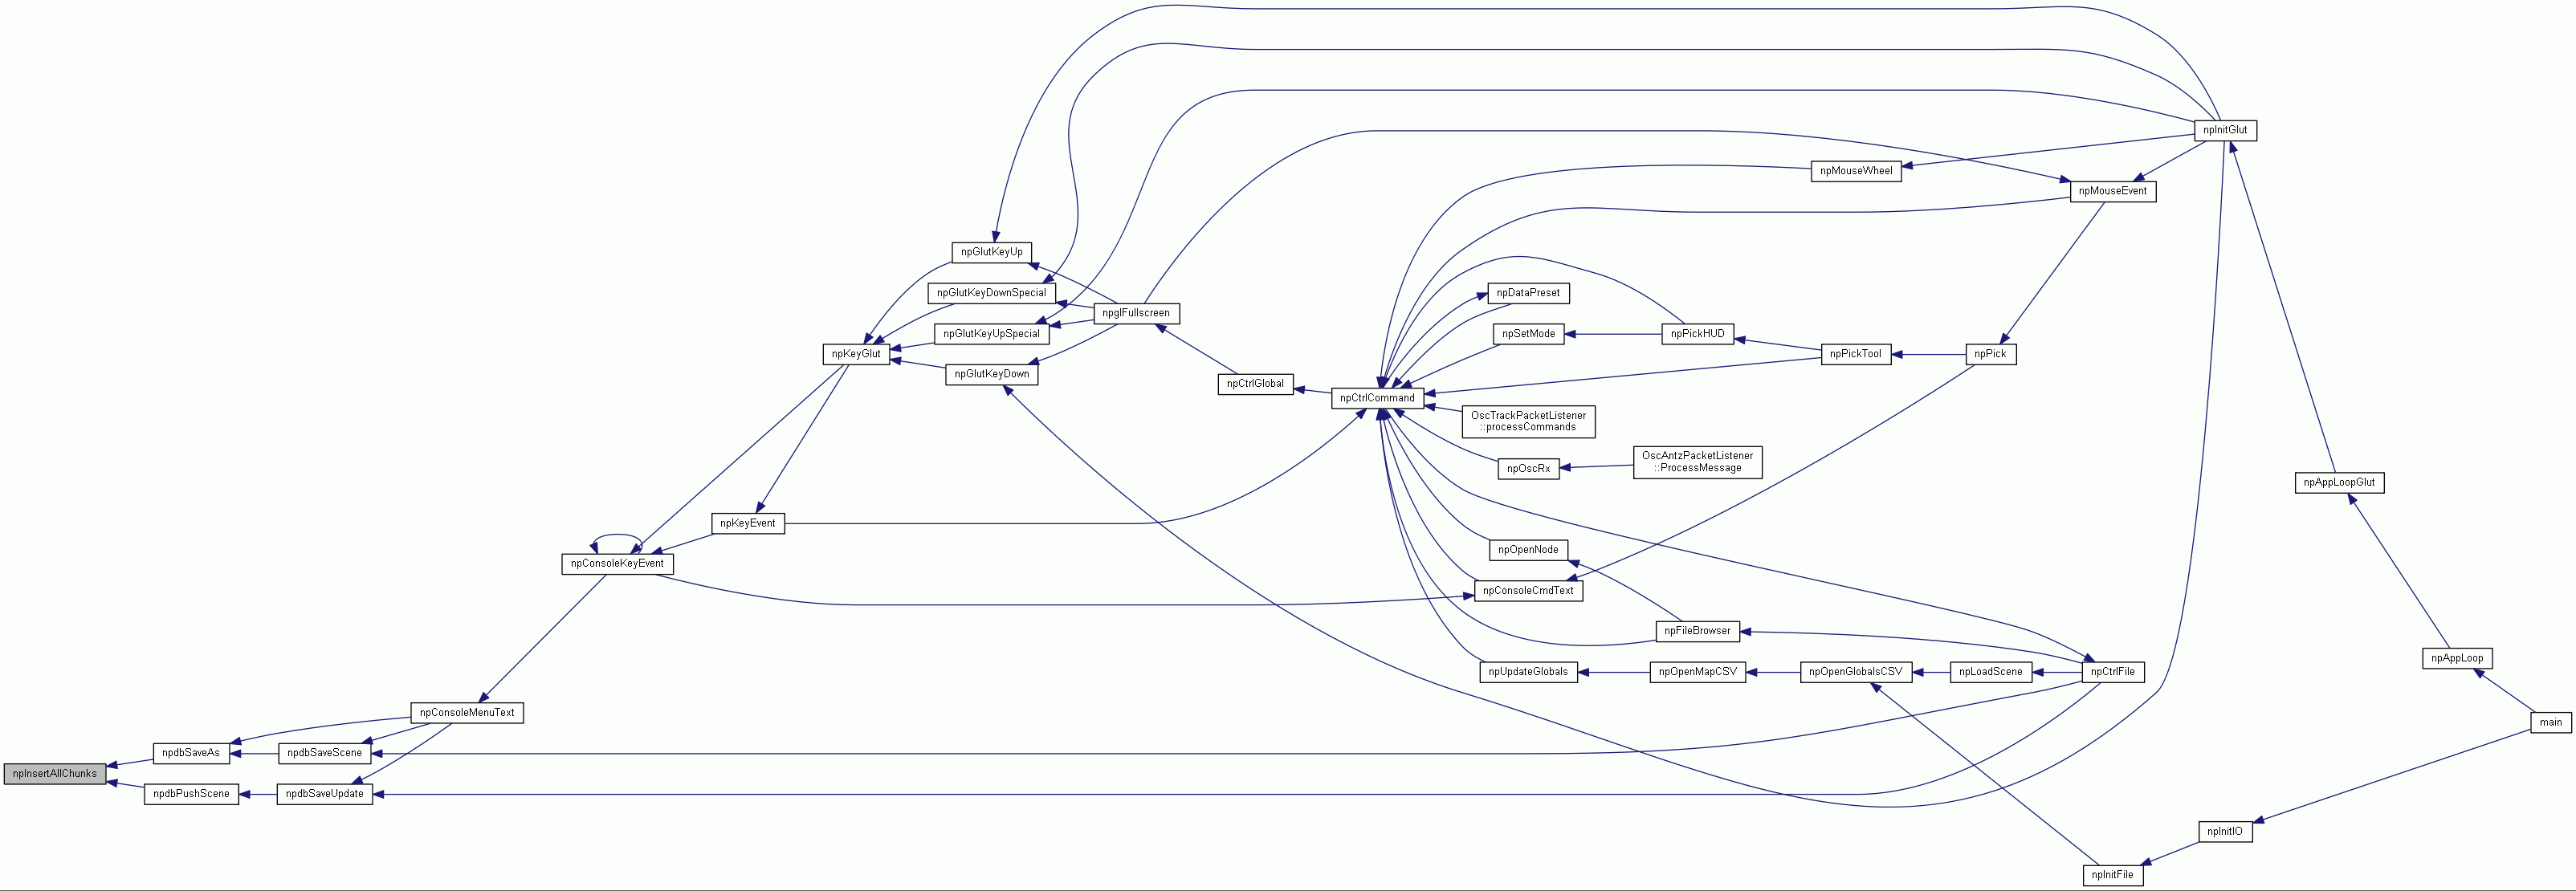 npInitGlut
npMouseWheel
npMouseEvent
npGlutKeyUp
npGlutKeyDownSpecial
npDataPreset
npglFullscreen
npGlutKeyUpSpecial
npSetMode
npPickHUD
npKeyGlut
npPickTool
npPick
npGlutKeyDown
npCtrlGlobal
npCtrlCommand
OscTrackPacketListener
::processCommands
OscAntzPacketListener
::ProcessMessage
npOscRx
npAppLoopGlut
npKeyEvent
npOpenNode
npConsoleKeyEvent
npConsoleCmdText
npFileBrowser
npAppLoop
npUpdateGlobals
npOpenMapCSV
npOpenGlobalsCSV
npLoadScene
npCtrlFile
npConsoleMenuText
main
npdbSaveAs
npdbSaveScene
npInsertAllChunks
npdbPushScene
npdbSaveUpdate
npInitIO
npInitFile